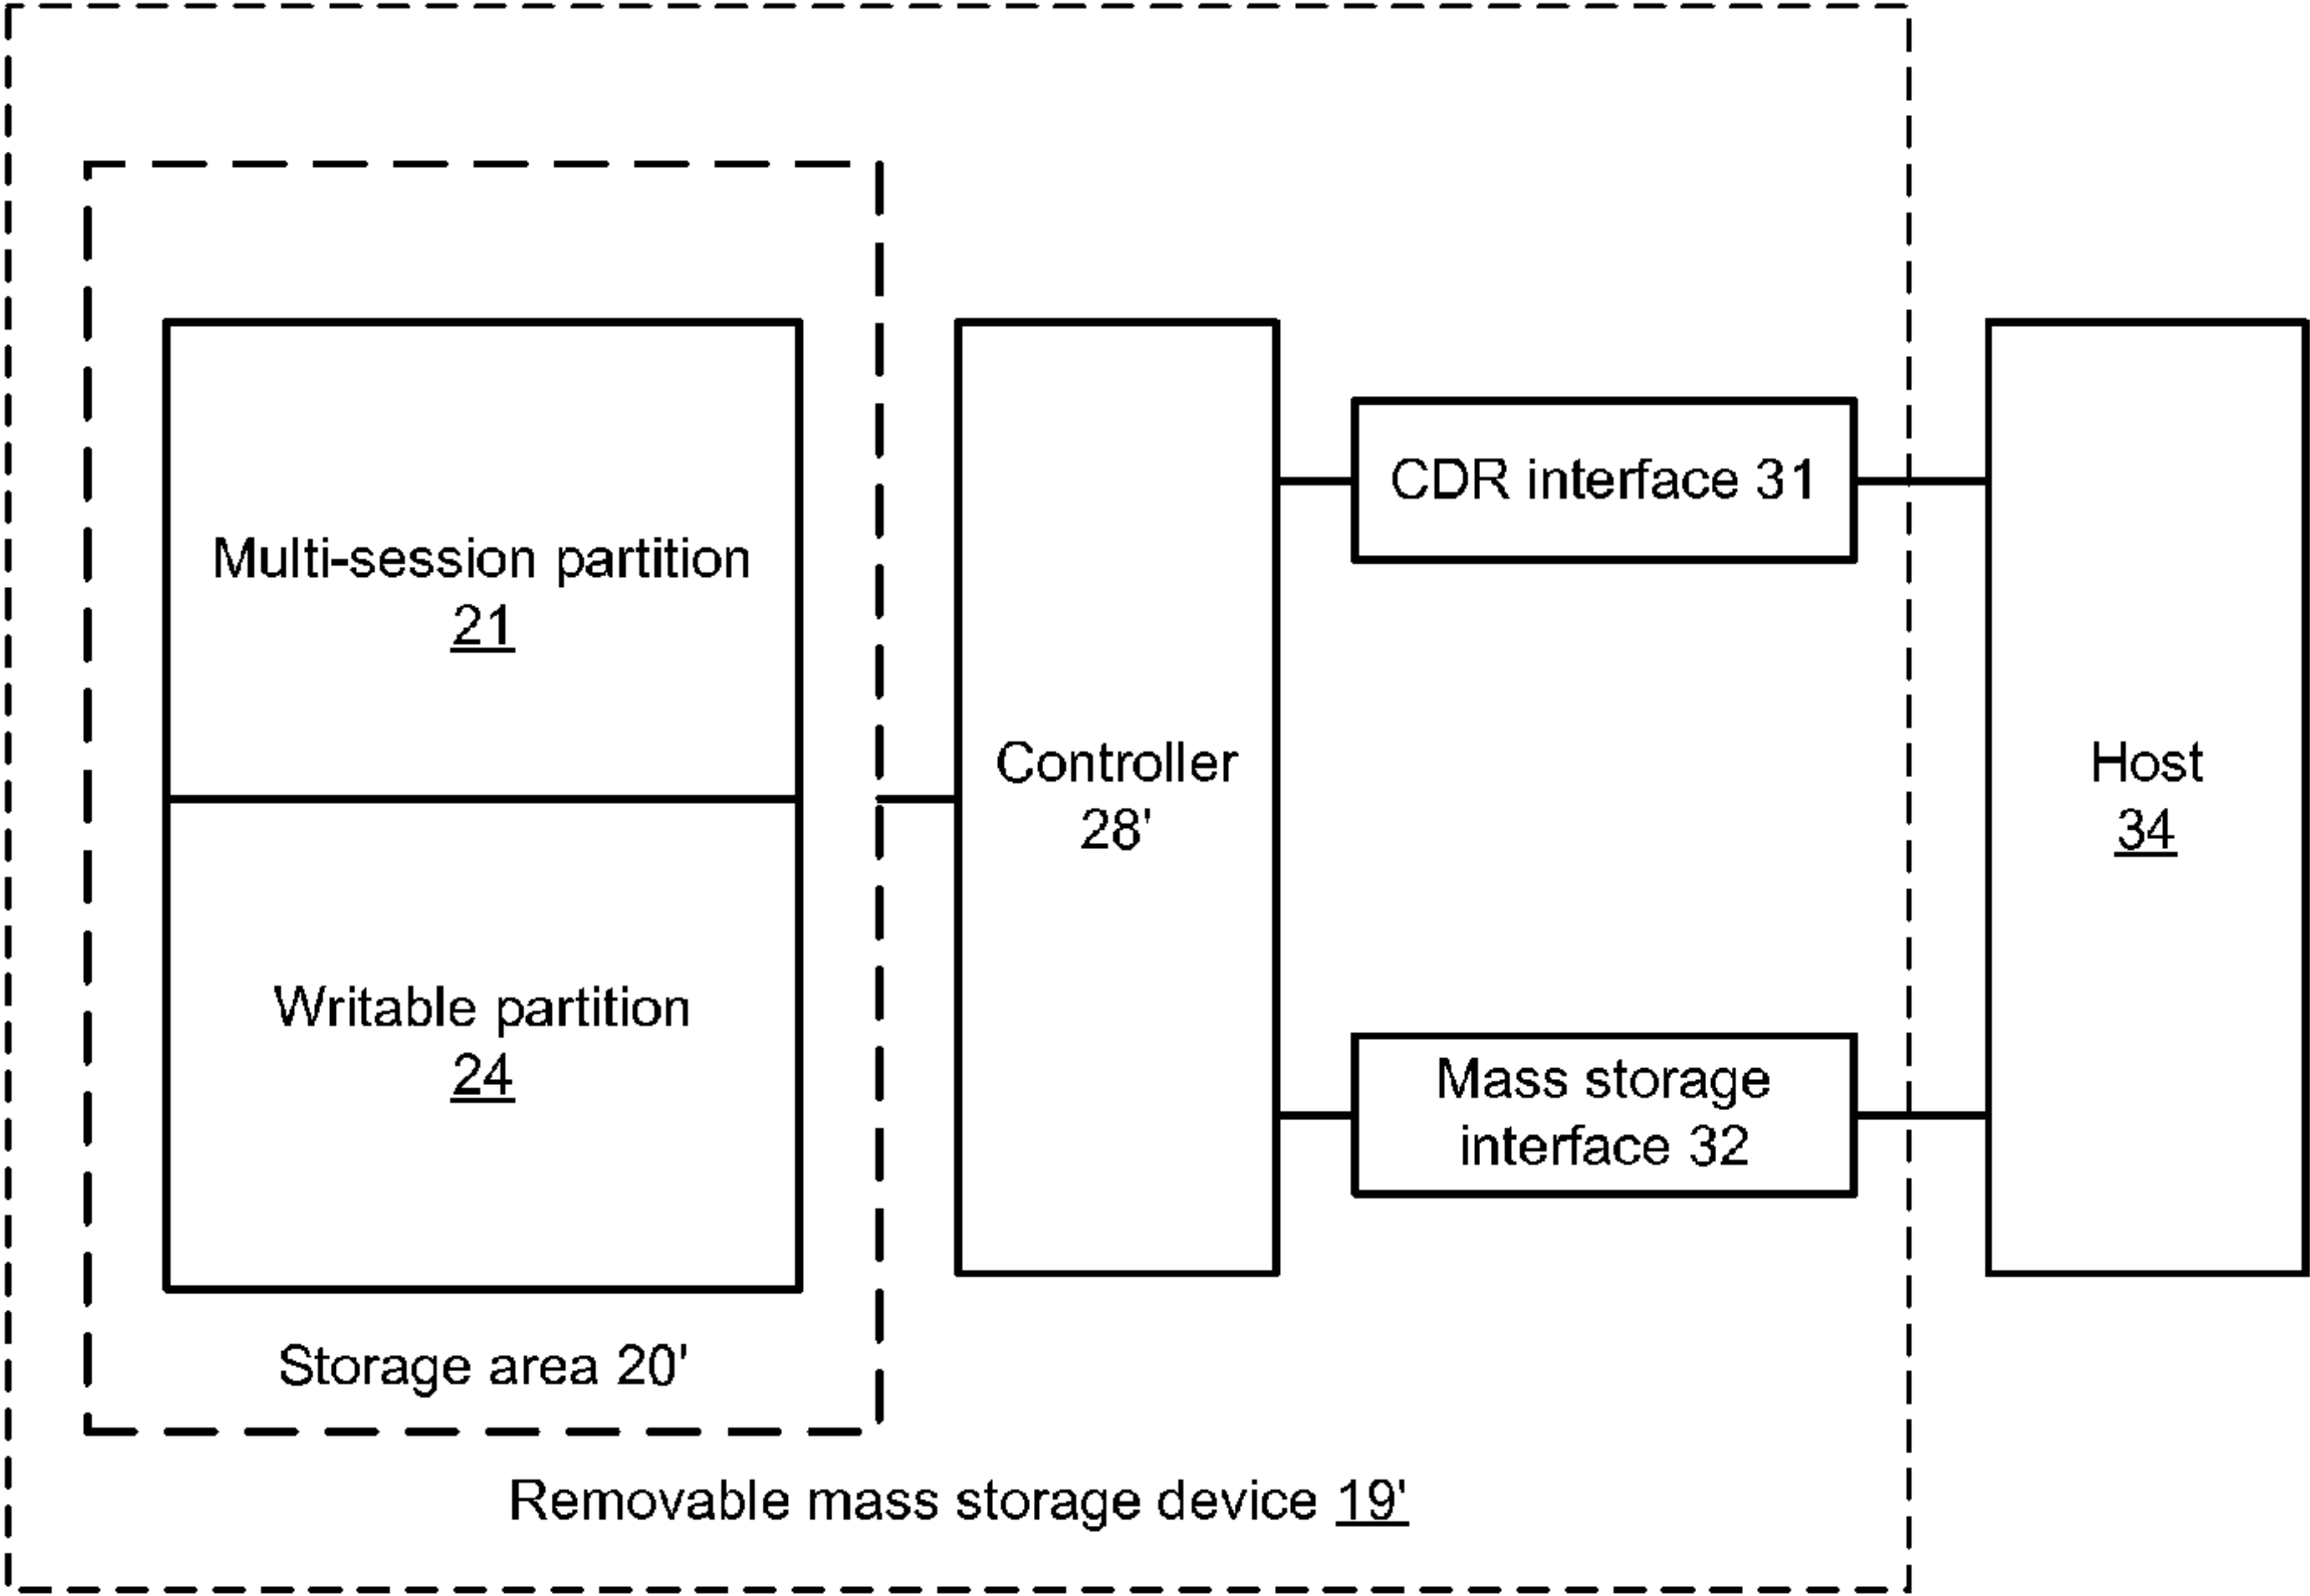 Multi-session partition
21
Writable partition
24
Storage area 20'
Controller
28'
CDR interface 31
Mass storage
interface 32
Host
34
Removable mass storage device 19'